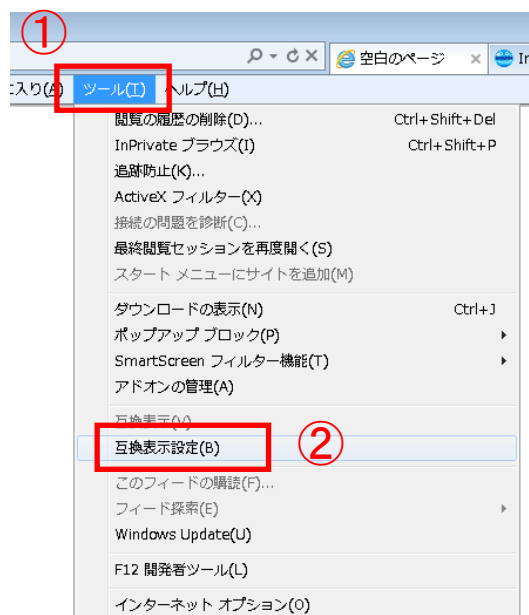 ①
空白のページ
In
に入り(A) ツール(T) ヘルプ(H)
閲覧の履歴の削除(D)... Ctrl+Shift+Del
InPrivate ブラウズ(I) Ctrl+Shift+P
追跡防止(K)...
ActiveX フィルター(X)
接続の問題を診断(C)...
最終閲覧セッションを再度開く(S)
スタート メニューにサイトを追加(M)
ダウンロードの表示(N) Ctrl+J
ポップアップ ブロック(P)
SmartScreen フィルター機能(T)
アドオンの管理(A)
互換表示(V)
互換表示設定(B) ②
このフィードの購読(F)...
フィード探索(E)
Windows Update(U)
F12 開発者ツール(L)
インターネット オプション(O)